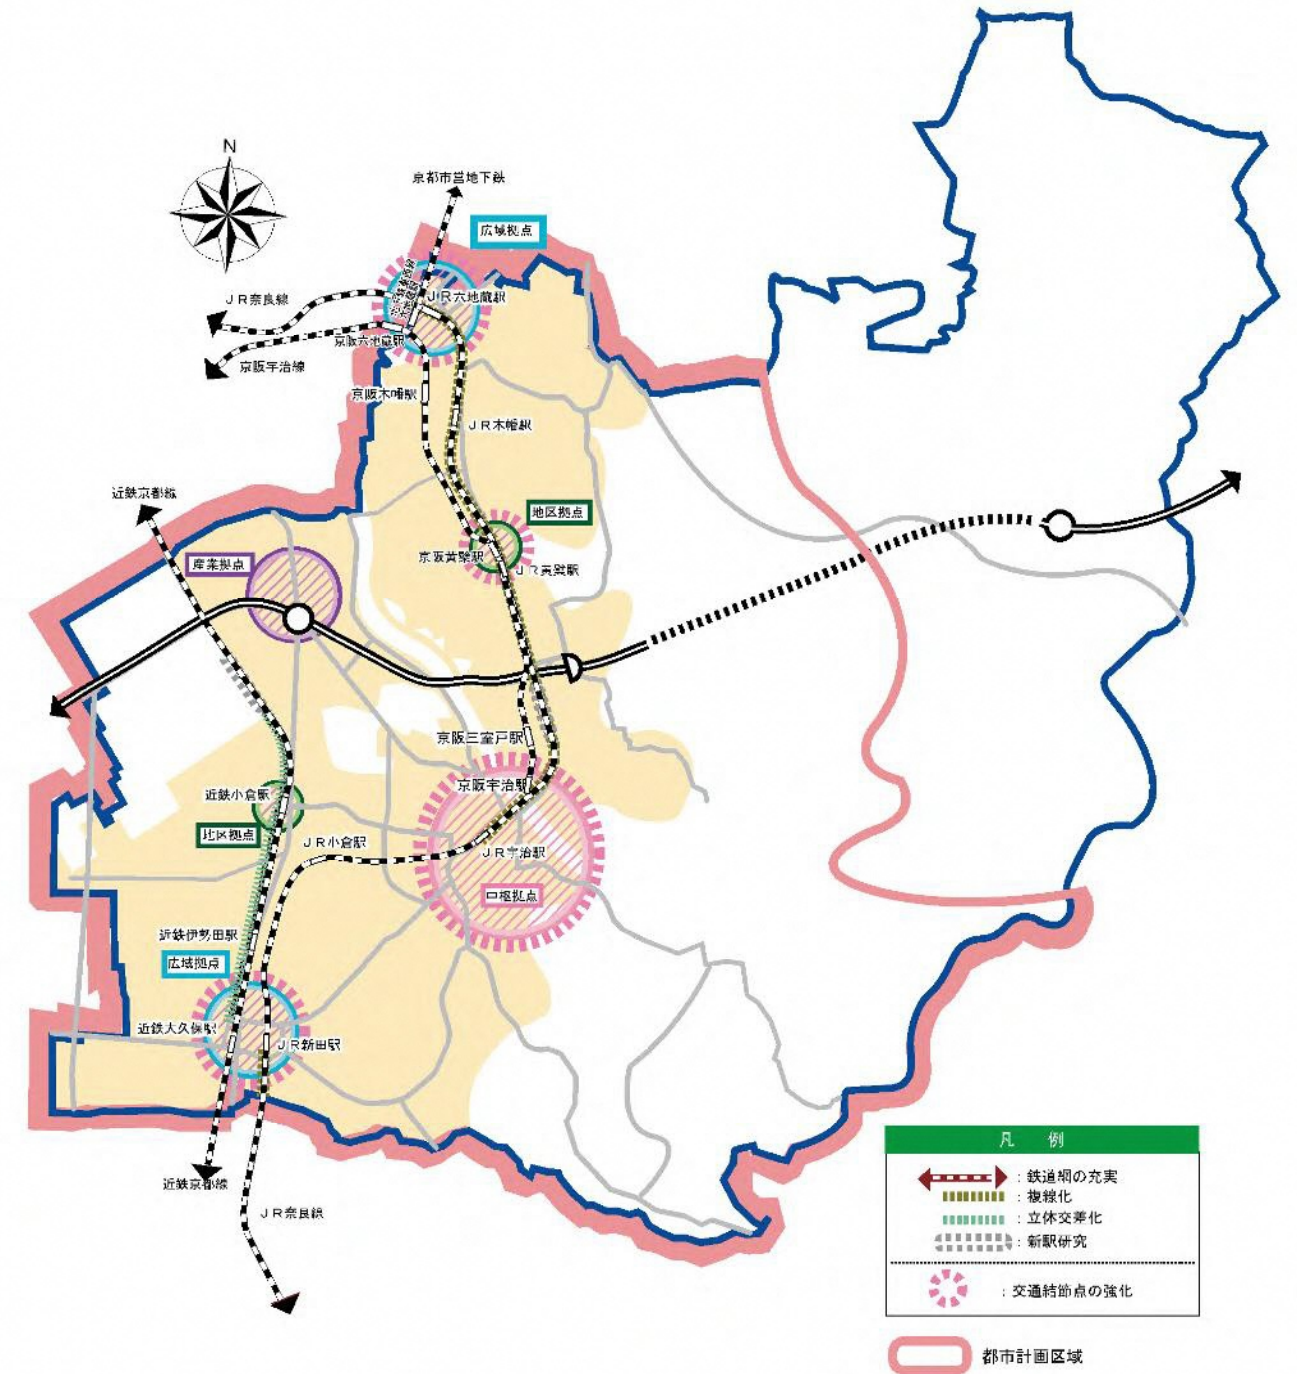 N
京都市営地下鉄
広域拠点
JR奈良線
JR六地蔵駅
京阪六地蔵駅
京阪宇治線
京阪木幡駅
JR木幡駅
近鉄京都線
地区拠点
京阪黄檗駅
JR黄檗駅
産業拠点
京阪三室戸駅
京阪宇治駅
近鉄小倉駅
地区拠点
JR小倉駅
JR宇治駅
中枢拠点
近鉄伊勢田駅
広域拠点
近鉄大久保駅
JR新田駅
近鉄京都線
JR奈良線
凡 例
：鉄道網の充実
：複線化
：立体交差化
：新駅研究
：交通結節点の強化
都市計画区域